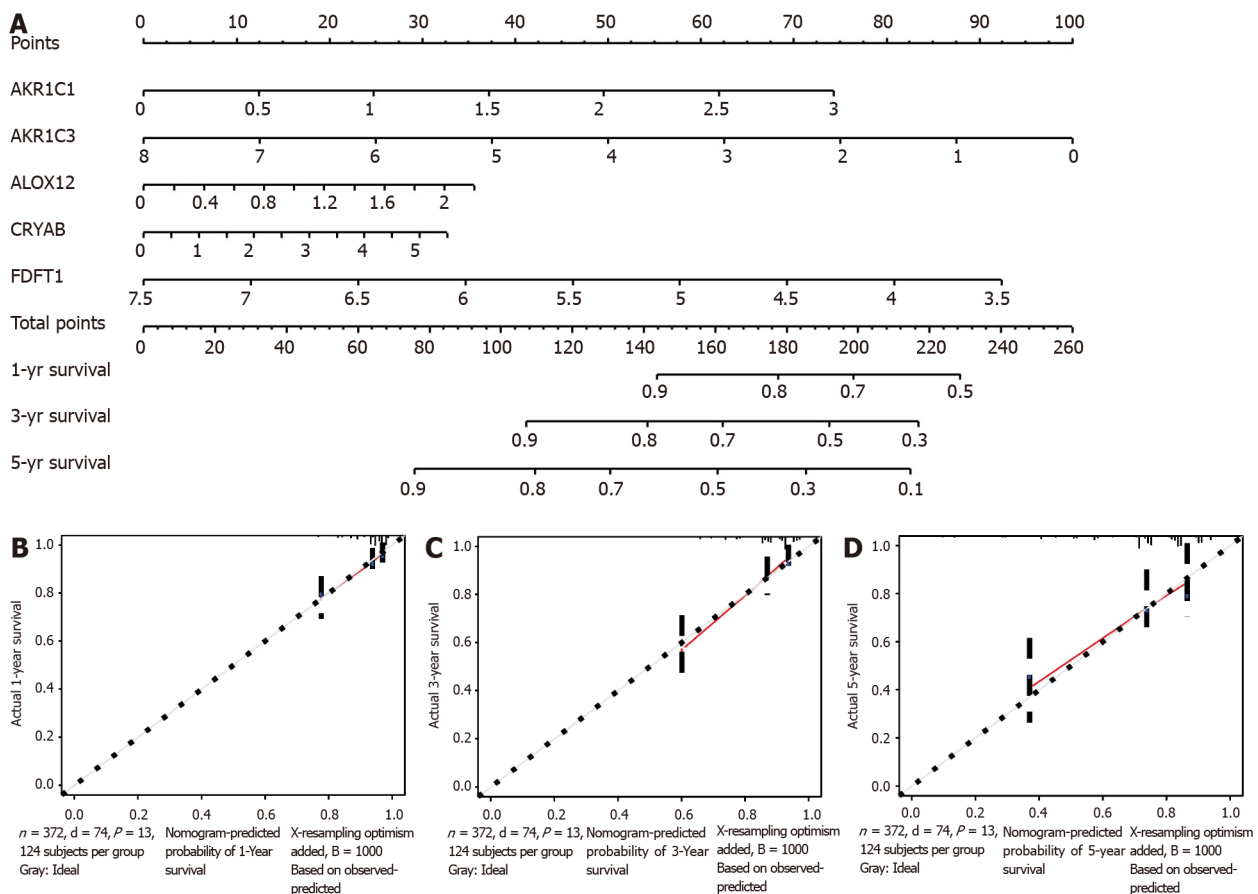 A
0 10 20 30 40 50 60 70 80 90 100
Points
AKR1C1
0 0.5 1 1.5 2 2.5 3
AKR1C3
8 7 6 5 4 3 2 1 0
ALOX12
0 0.4 0.8 1.2 1.6 2
CRYAB
0 1 2 3 4 5
FDFT1
7.5 7 6.5 6 5.5 5 4.5 4 3.5
Total points
0 20 40 60 80 100 120 140 160 180 200 220 240 260
1-yr survival
0.9 0.8 0.7 0.5
3-yr survival
0.9 0.8 0.7 0.5 0.3
5-yr survival
0.9 0.8 0.7 0.5 0.3 0.1
B
Actual 1-year survival
1.0
0.8
0.6
0.4
0.2
0.0
0.0 0.2 0.4 0.6 0.8 1.0
n = 372, d = 74, P = 13,
124 subjects per group
Gray: Ideal
Nomogram-predicted
probability of 1-Year
survival
X-resampling optimism
added, B = 1000
Based on observed-
predicted
C
Actual 3-year survival
1.0
0.8
0.6
0.4
0.2
0.0
0.0 0.2 0.4 0.6 0.8 1.0
n = 372, d = 74, P = 13,
124 subjects per group
Gray: Ideal
Nomogram-predicted
probability of 3-Year
survival
X-resampling optimism
added, B = 1000
Based on observed-
predicted
D
Actual 5-year survival
1.0
0.8
0.6
0.4
0.2
0.0
0.0 0.2 0.4 0.6 0.8 1.0
n = 372, d = 74, P = 13,
124 subjects per group
Gray: Ideal
Nomogram-predicted
probability of 5-year
survival
X-resampling optimism
added, B = 1000
Based on observed-
predicted